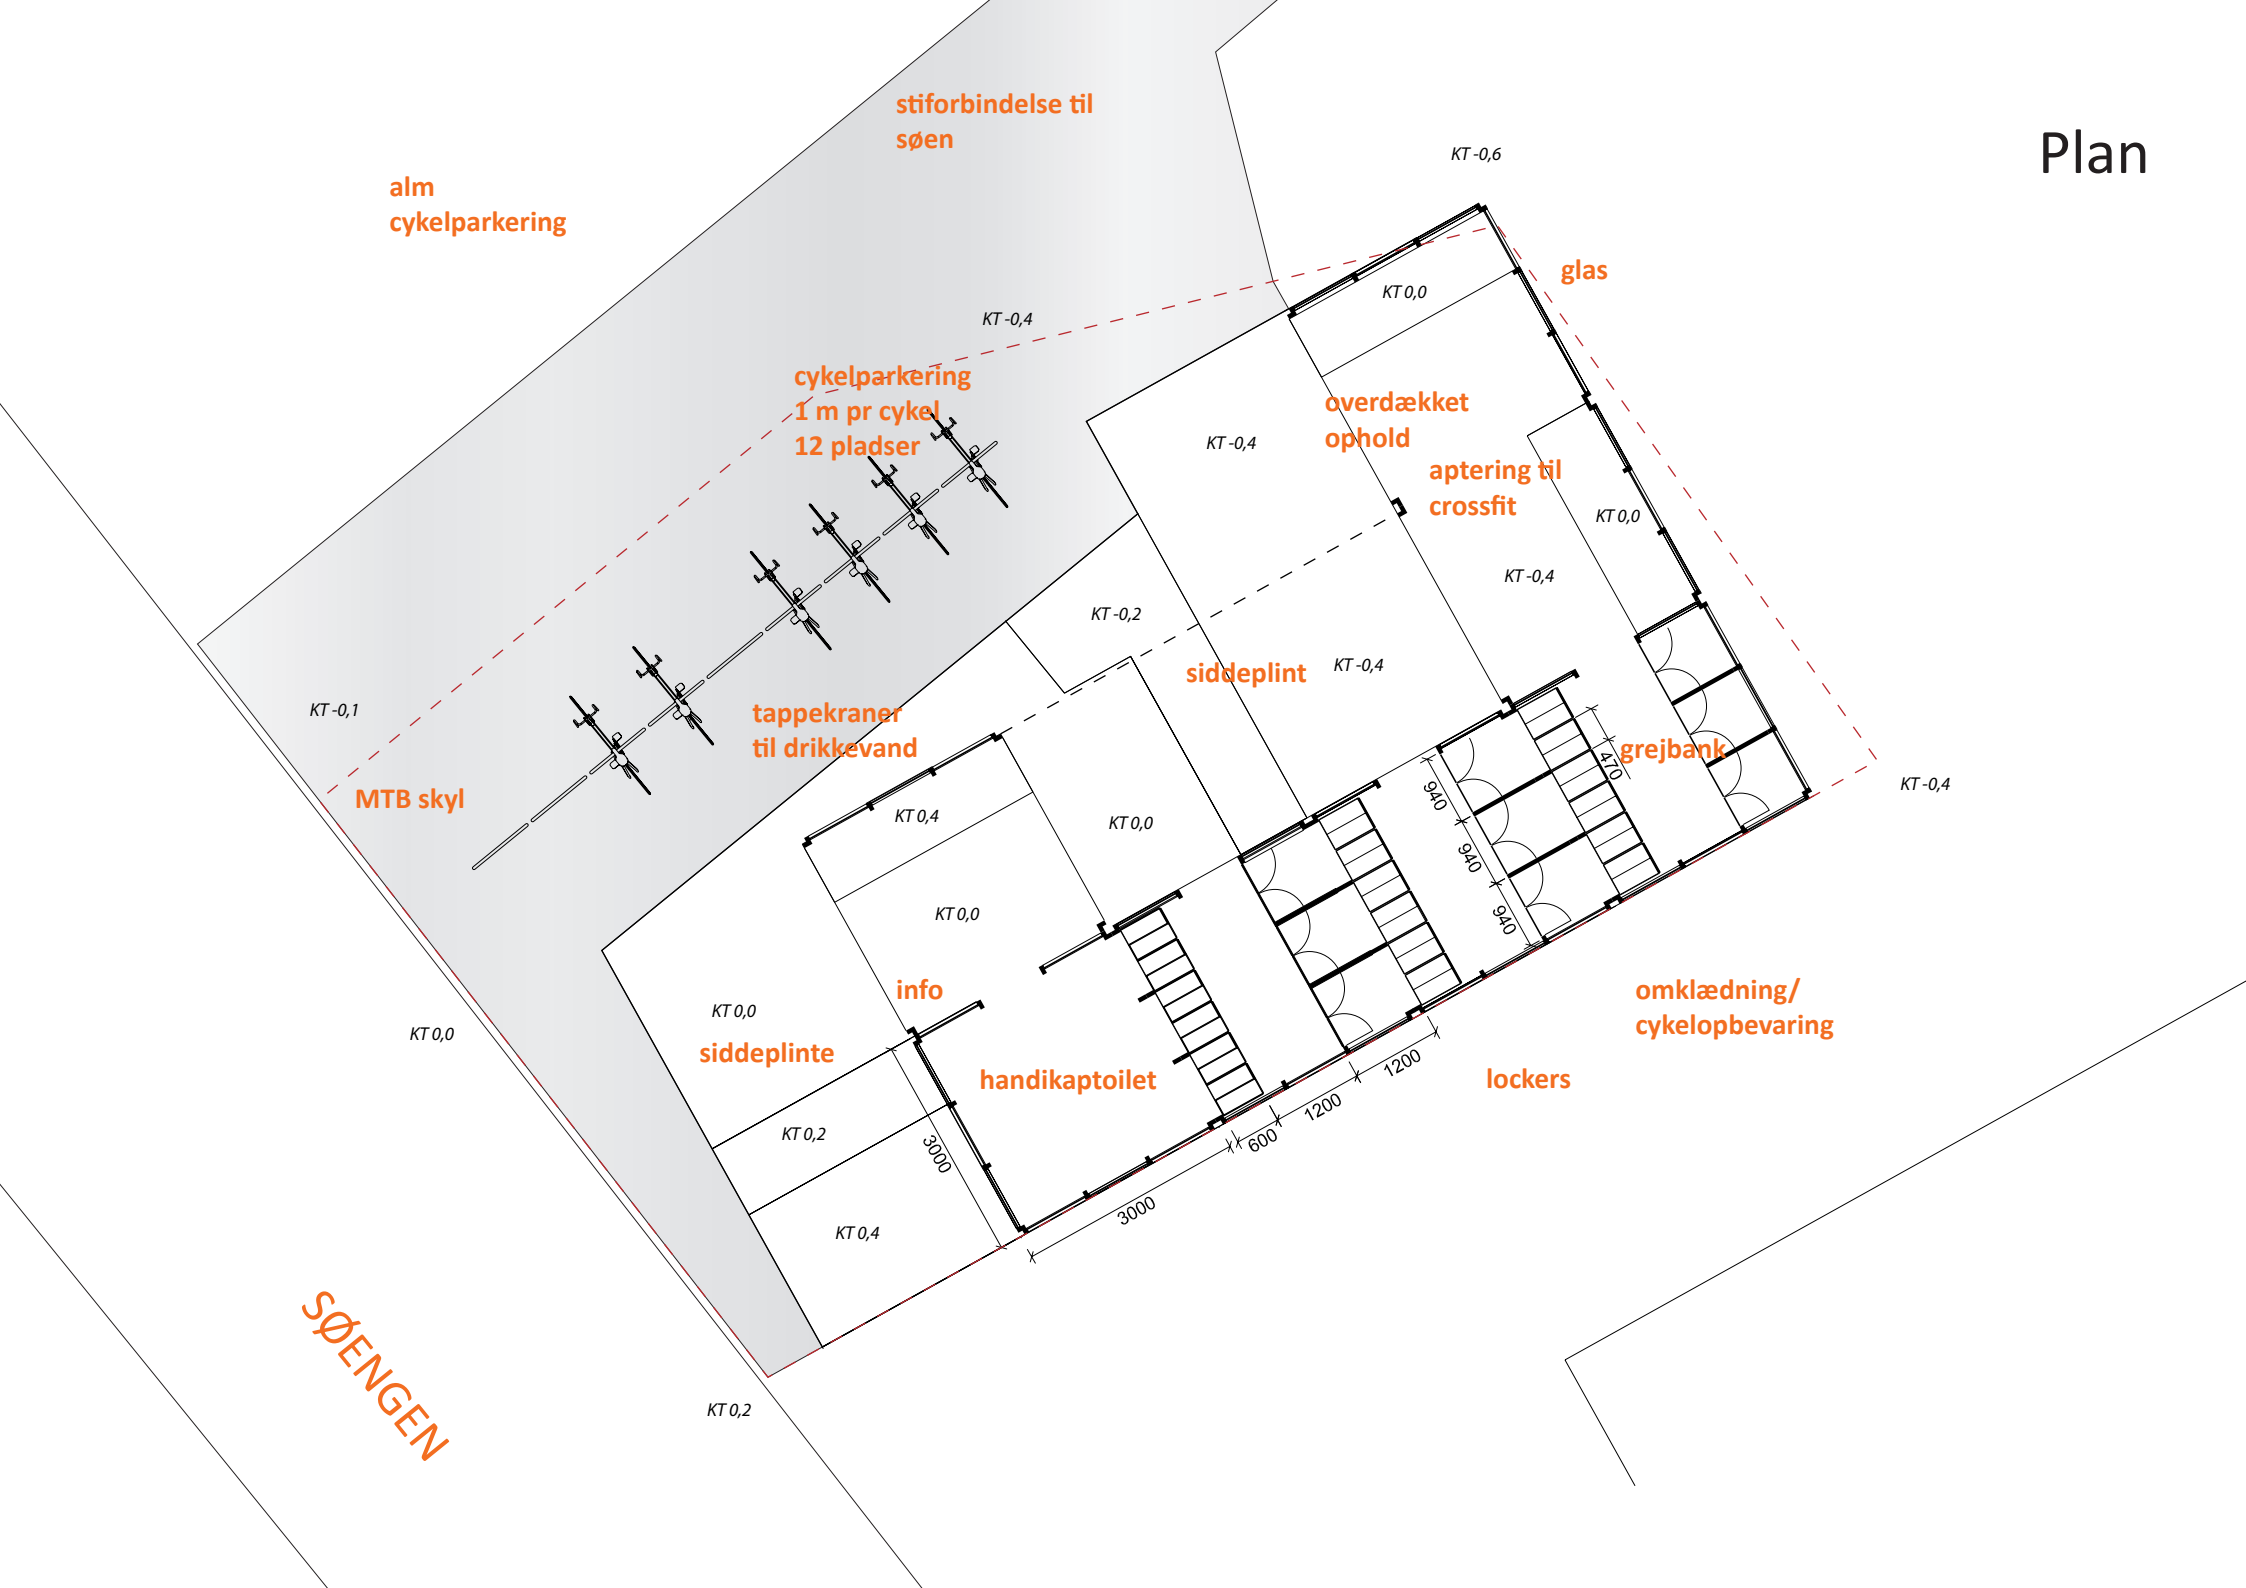 stiforbindelse til
søen
Plan
KT -0,6
alm
cykelparkering
glas
KT 0,0
KT -0,4
cykelparkering
1 m pr cykel
12 pladser
overdækket
ophold
KT -0,4
aptering til
crossfit
KT 0,0
KT -0,4
KT -0,2
siddeplint
KT -0,4
KT -0,1
tappekraner
til drikkevand
grejbank
470
MTB skyl
KT -0,4
940
940
940
KT 0,4
KT 0,0
KT 0,0
info
KT 0,0
KT 0,0
siddeplinte
omklædning/
cykelopbevaring
handikaptoilet
lockers
1200
1200
600
3000
3000
KT 0,2
KT 0,4
SØENGEN
KT 0,2